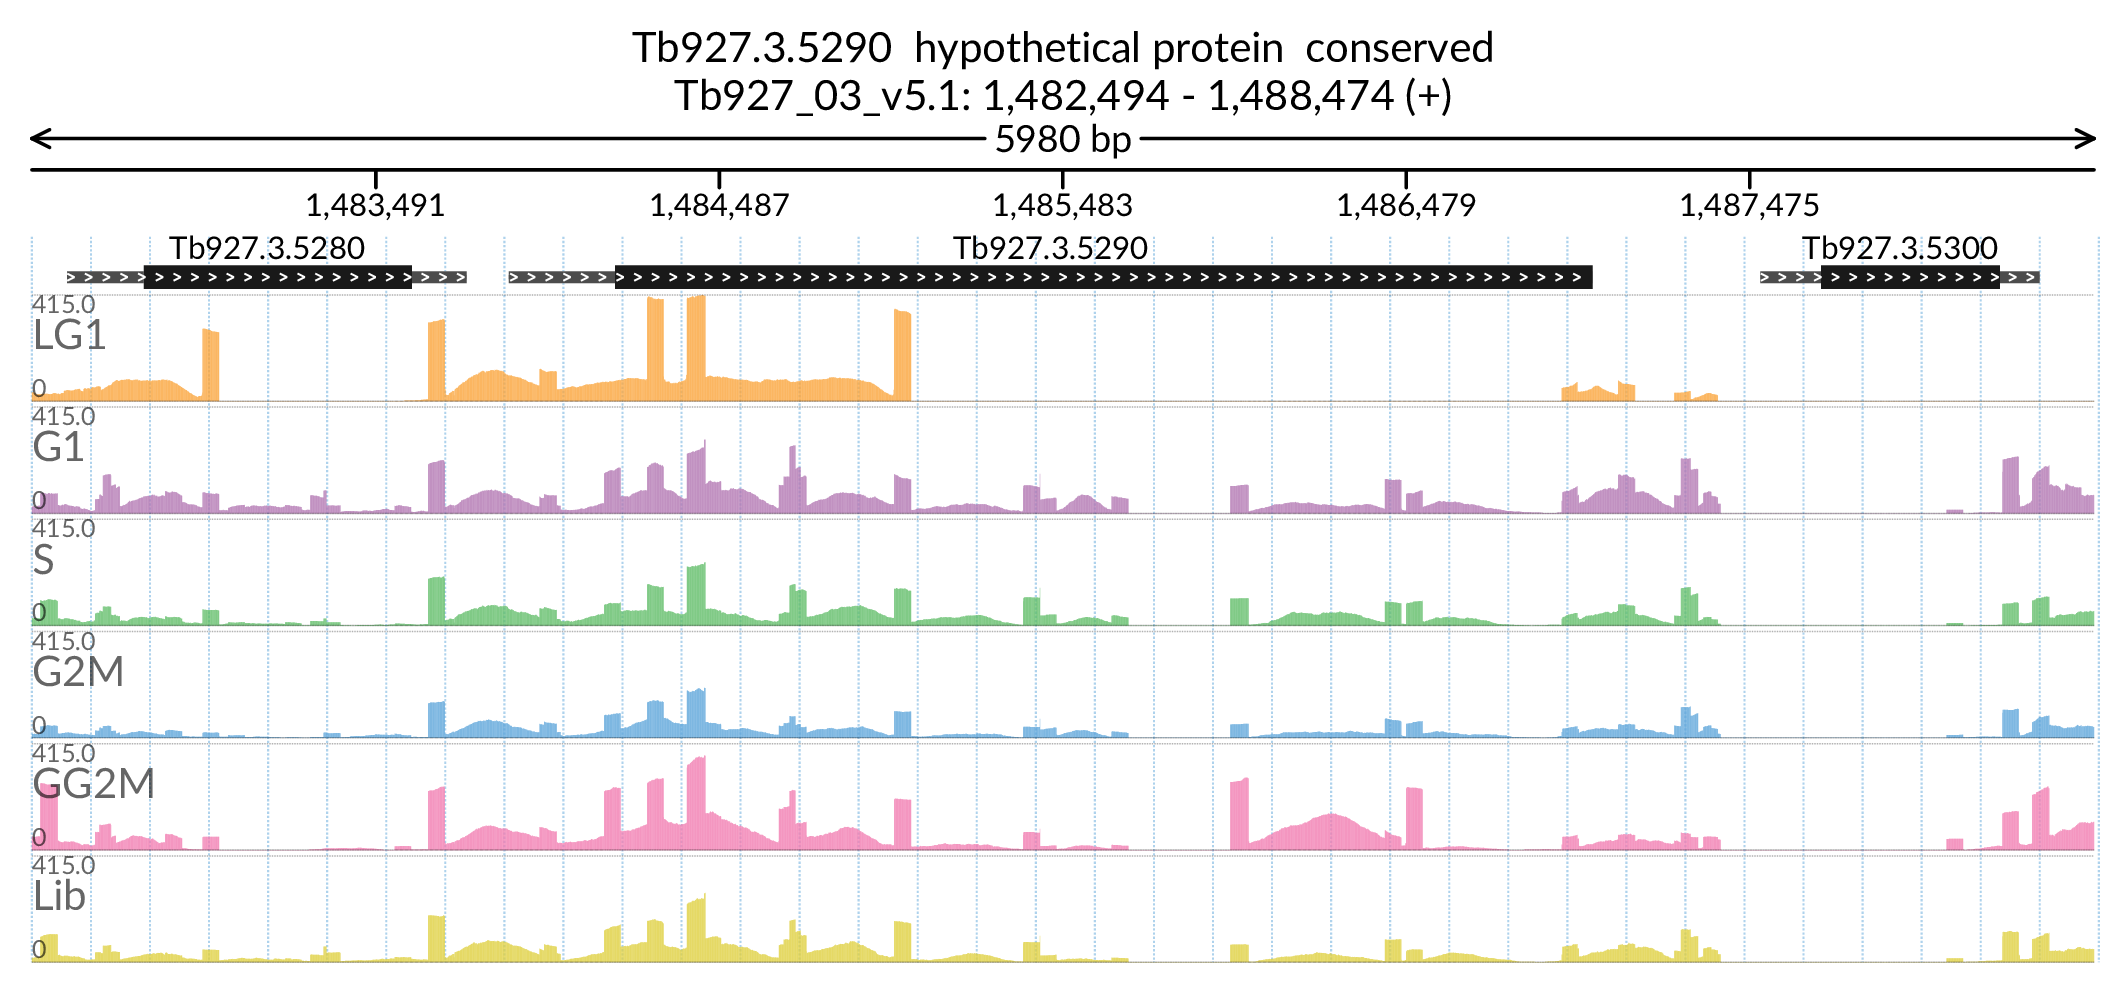 Tb927.3.5290 hypothetical protein conserved
Tb927_03_v5.1: 1,482,494 - 1,488,474 (+)
5980 bp
1,483,491 1,484,487 1,485,483 1,486,479 1,487,475
Tb927.3.5280 Tb927.3.5290 Tb927.3.5300
415.0
LG1
0
415.0
G1
0
415.0
S
0
415.0
G2M
0
415.0
GG2M
0
415.0
Lib
0